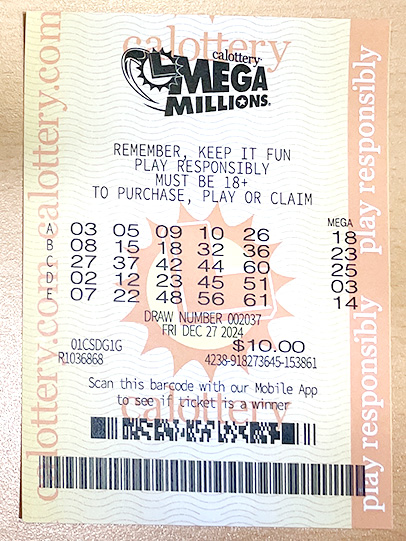 calottery
calottery
MEGA
MILLIONS
REMEMBER, KEEP IT FUN
PLAY RESPONSIBLY
MUST BE 18+
TO PURCHASE, PLAY OR CLAIM
MEGA
A 03 05 09 10 26 18
B 08 15 18 32 36 23
C 27 37 42 44 60 25
D 02 12 23 45 51 03
E 07 22 48 56 61 14
DRAW NUMBER 002037
FRI DEC 27 2024
01CSDG1G $10.00
R1036868 4238-918273645-153861
Scan this barcode with our Mobile App
to see if ticket is a winner
calottery
calottery.com calottery.com
play responsibly play responsibly